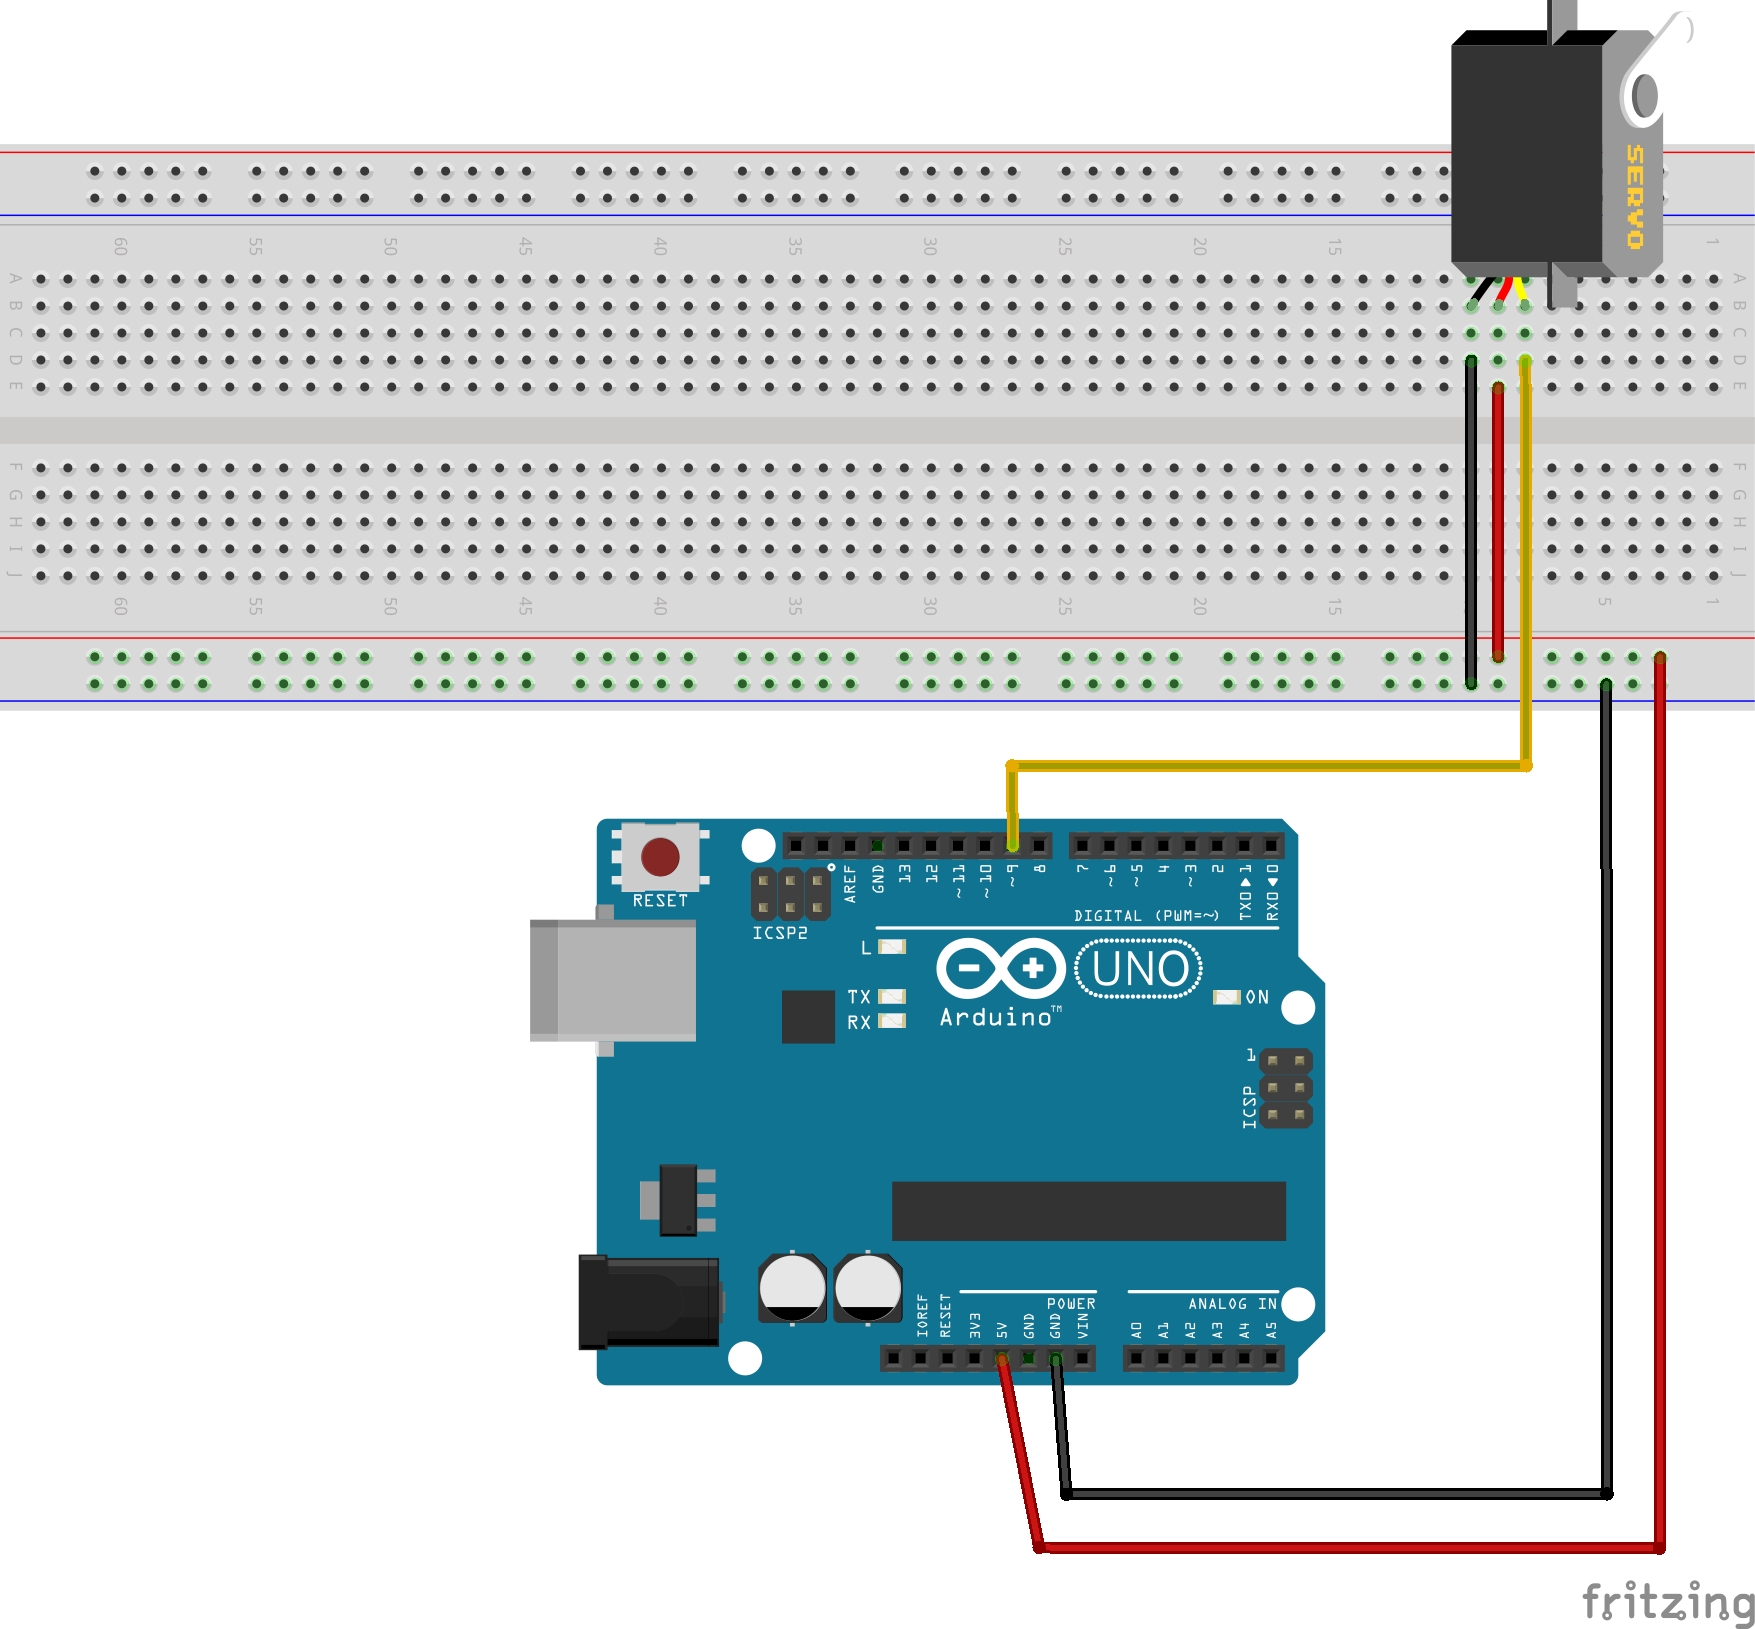 SERVO
60 55 50 45 40 35 30 25 20 15 1
A A
B B
C C
D D
E E
F F
G G
H H
I I
J J
60 55 50 45 40 35 30 25 20 15 5 1
RESET
ICSP2
AREF GND 13 12 ~11 ~10 ~9 8 7 ~6 ~5 4 ~3 2 TX0▶1 RX0◀0
DIGITAL (PWM=~)
L
TX
RX
UNO
Arduino™
ON
1
ICSP
POWER
ANALOG IN
IOREF RESET 3V3 5V GND GND VIN A0 A1 A2 A3 A4 A5
fritzing